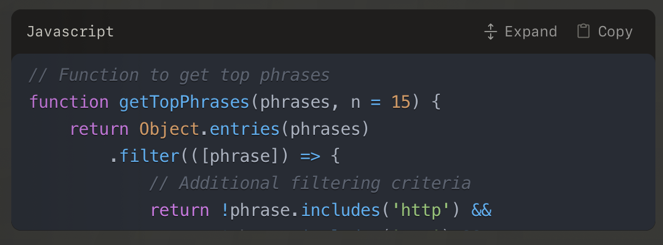 Javascript
Expand
Copy
// Function to get top phrases
function getTopPhrases(phrases, n = 15) {
    return Object.entries(phrases)
        .filter(([phrase]) => {
            // Additional filtering criteria
            return !phrase.includes('http') &&